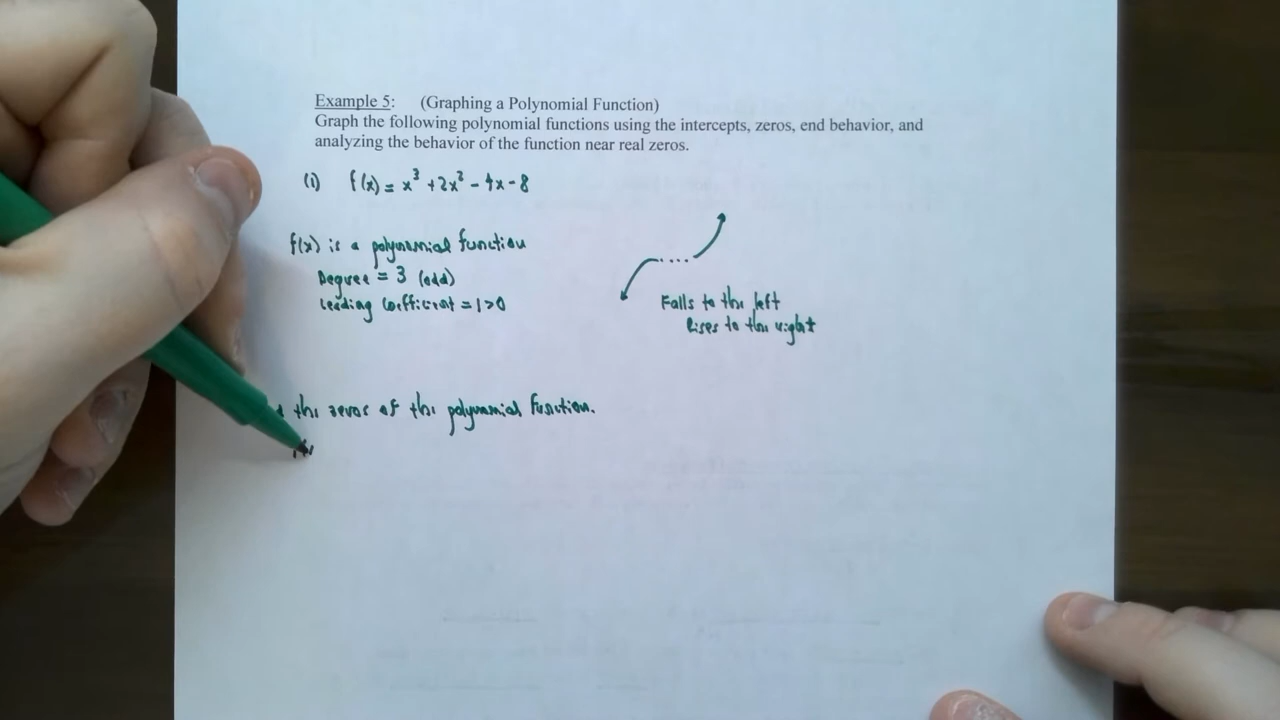 Example 5: (Graphing a Polynomial Function)
Graph the following polynomial functions using the intercepts, zeros, end behavior, and
analyzing the behavior of the function near real zeros.
(1) f(x) = x³ + 2x² - 4x - 8
f(x) is a polynomial function
Degree = 3 (odd)
Leading Coefficient = 1 > 0
Falls to the left
Rises to the right
the zeros of the polynomial function.